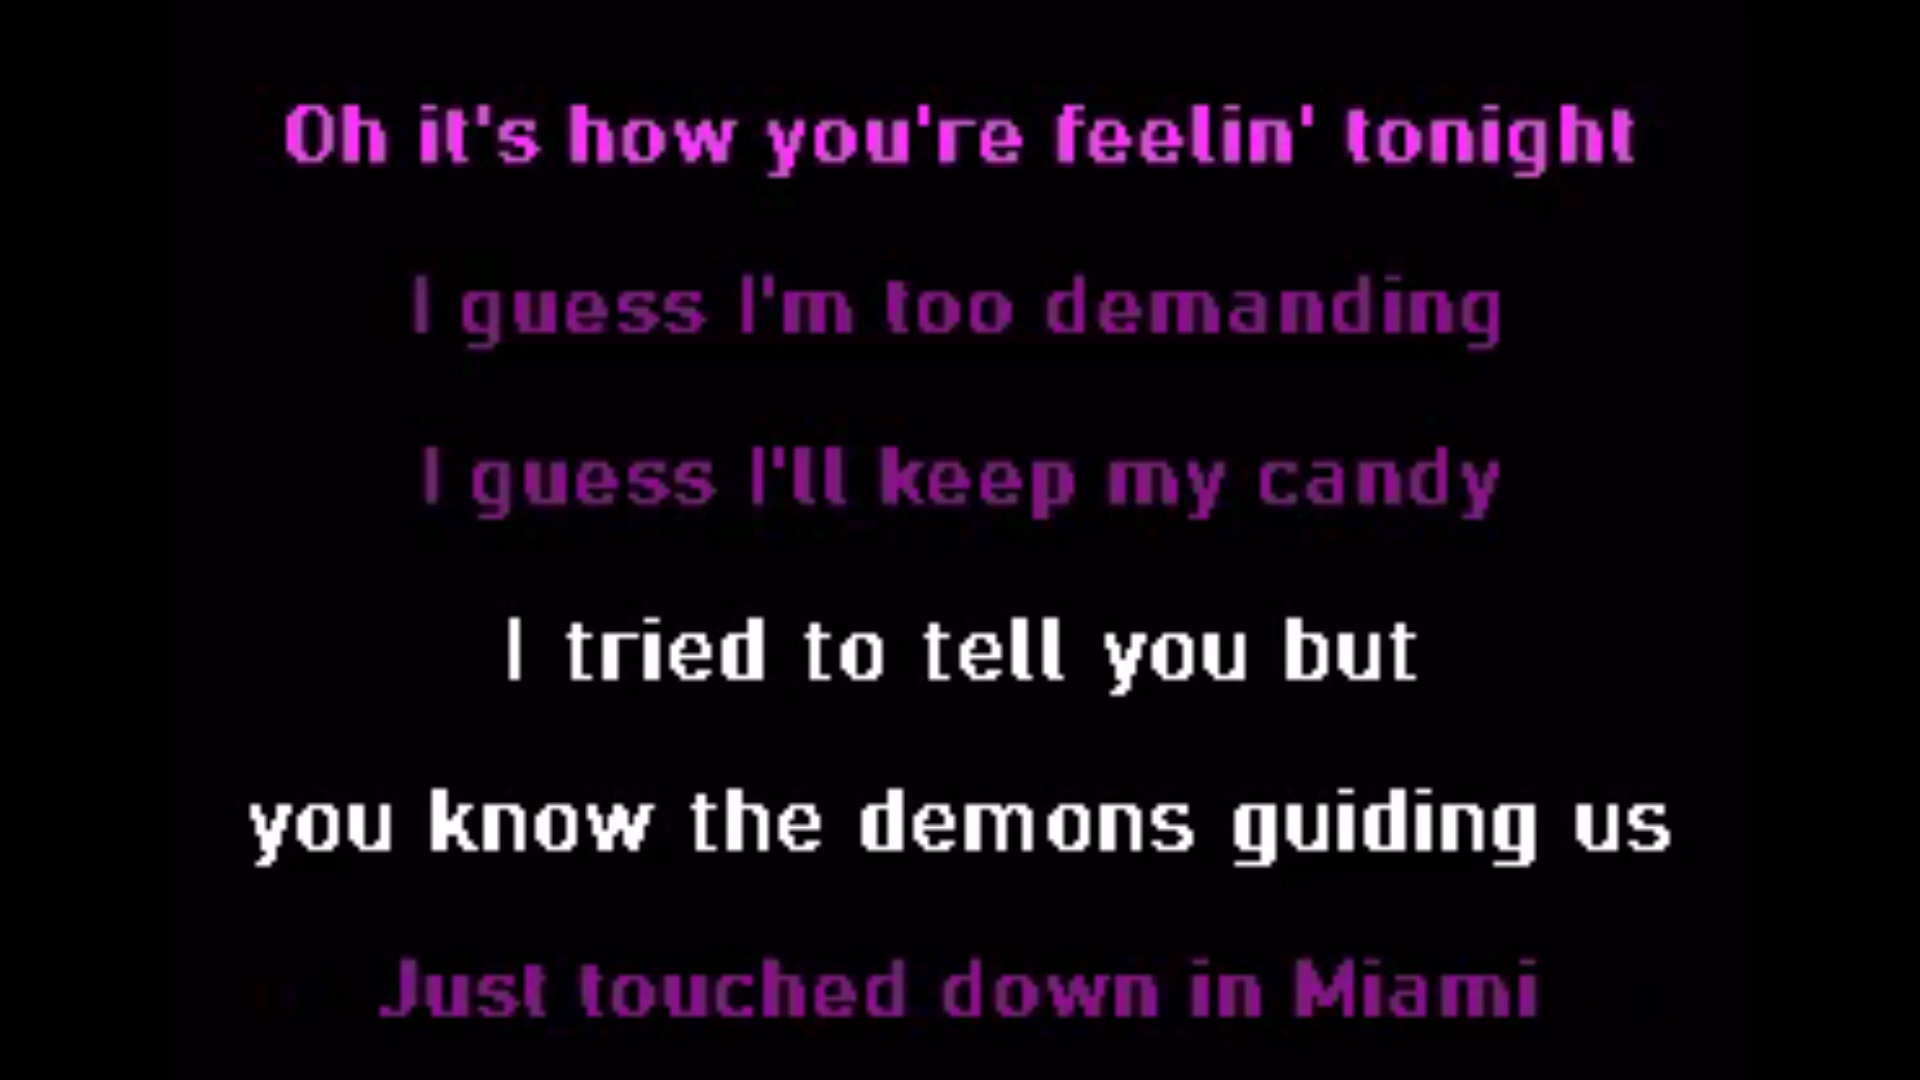 Oh it's how you're feelin' tonight
I guess I'm too demanding
I guess I'll keep my candy
I tried to tell you but
you know the demons guiding us
Just touched down in Miami